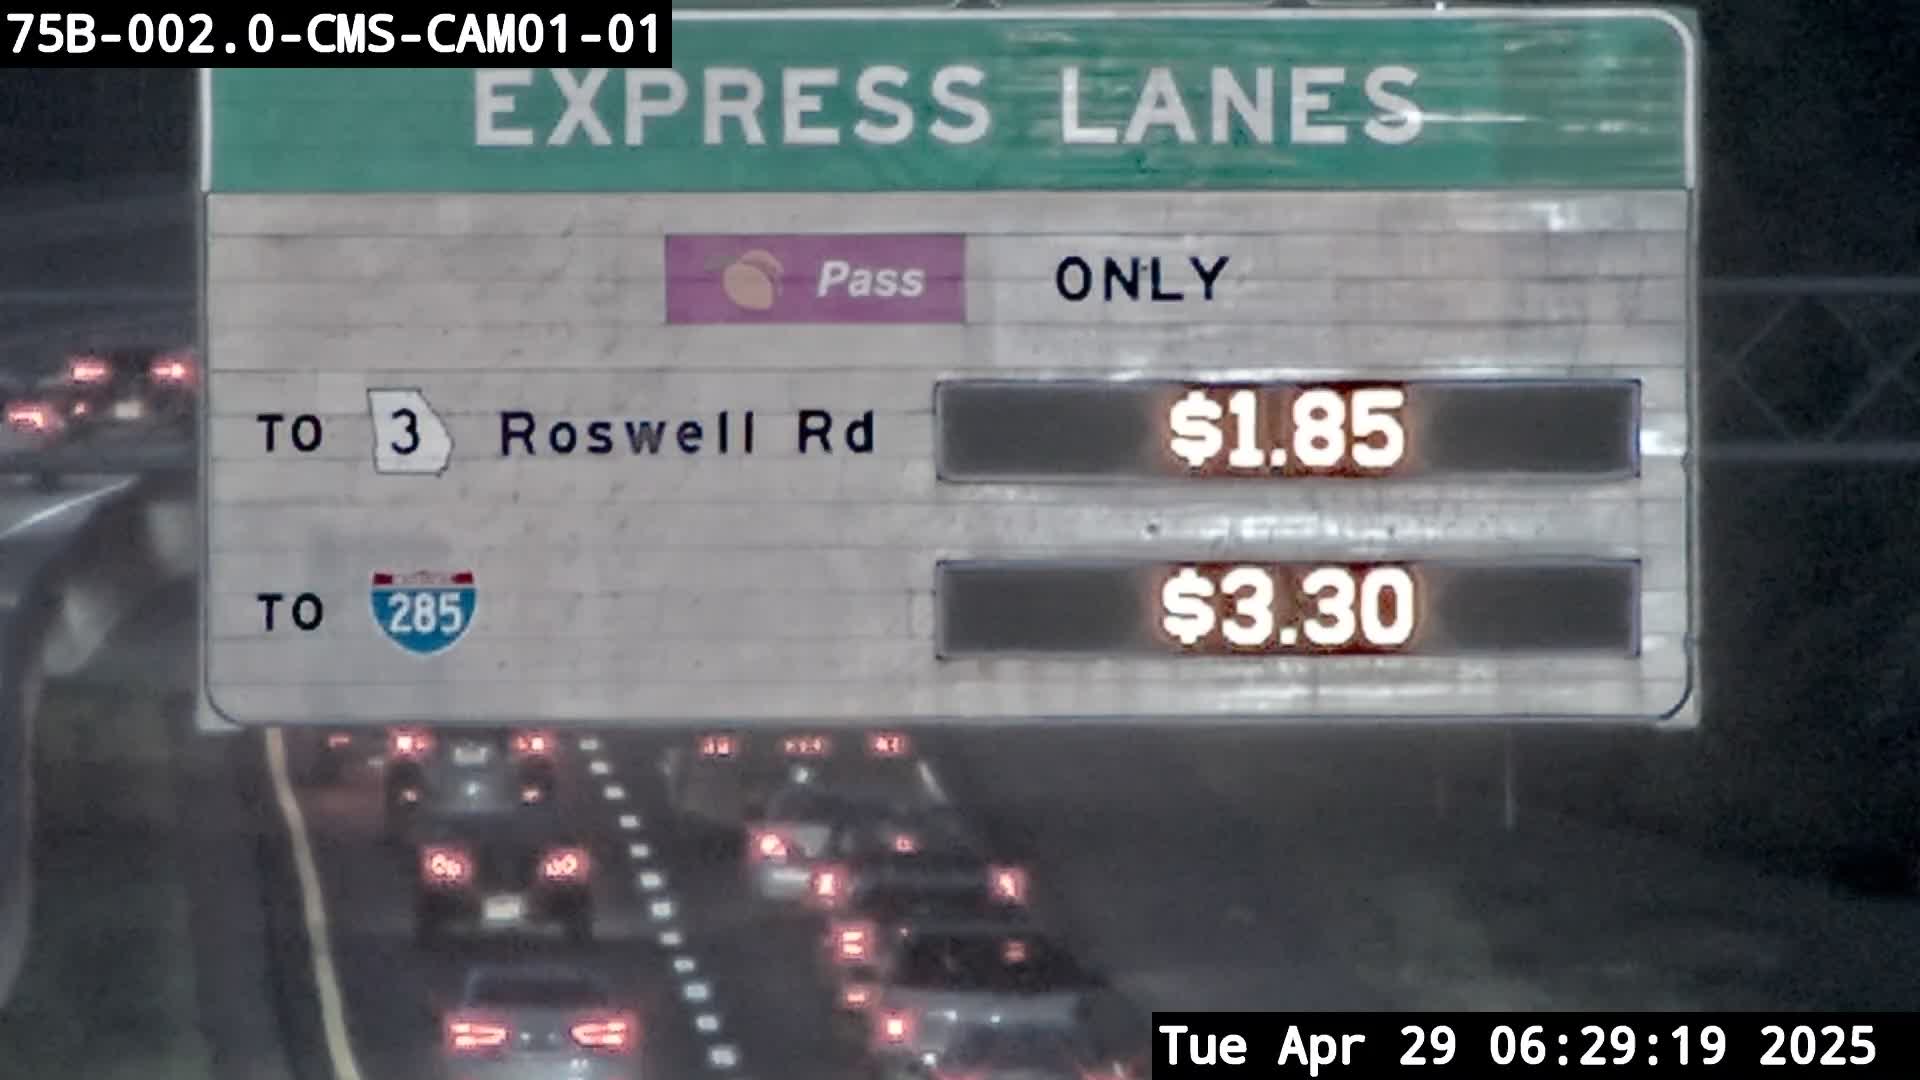 75B-002.0-CMS-CAM01-01
EXPRESS LANES
Pass ONLY
TO 3 Roswell Rd $1.85
TO 285 $3.30
Tue Apr 29 06:29:19 2025